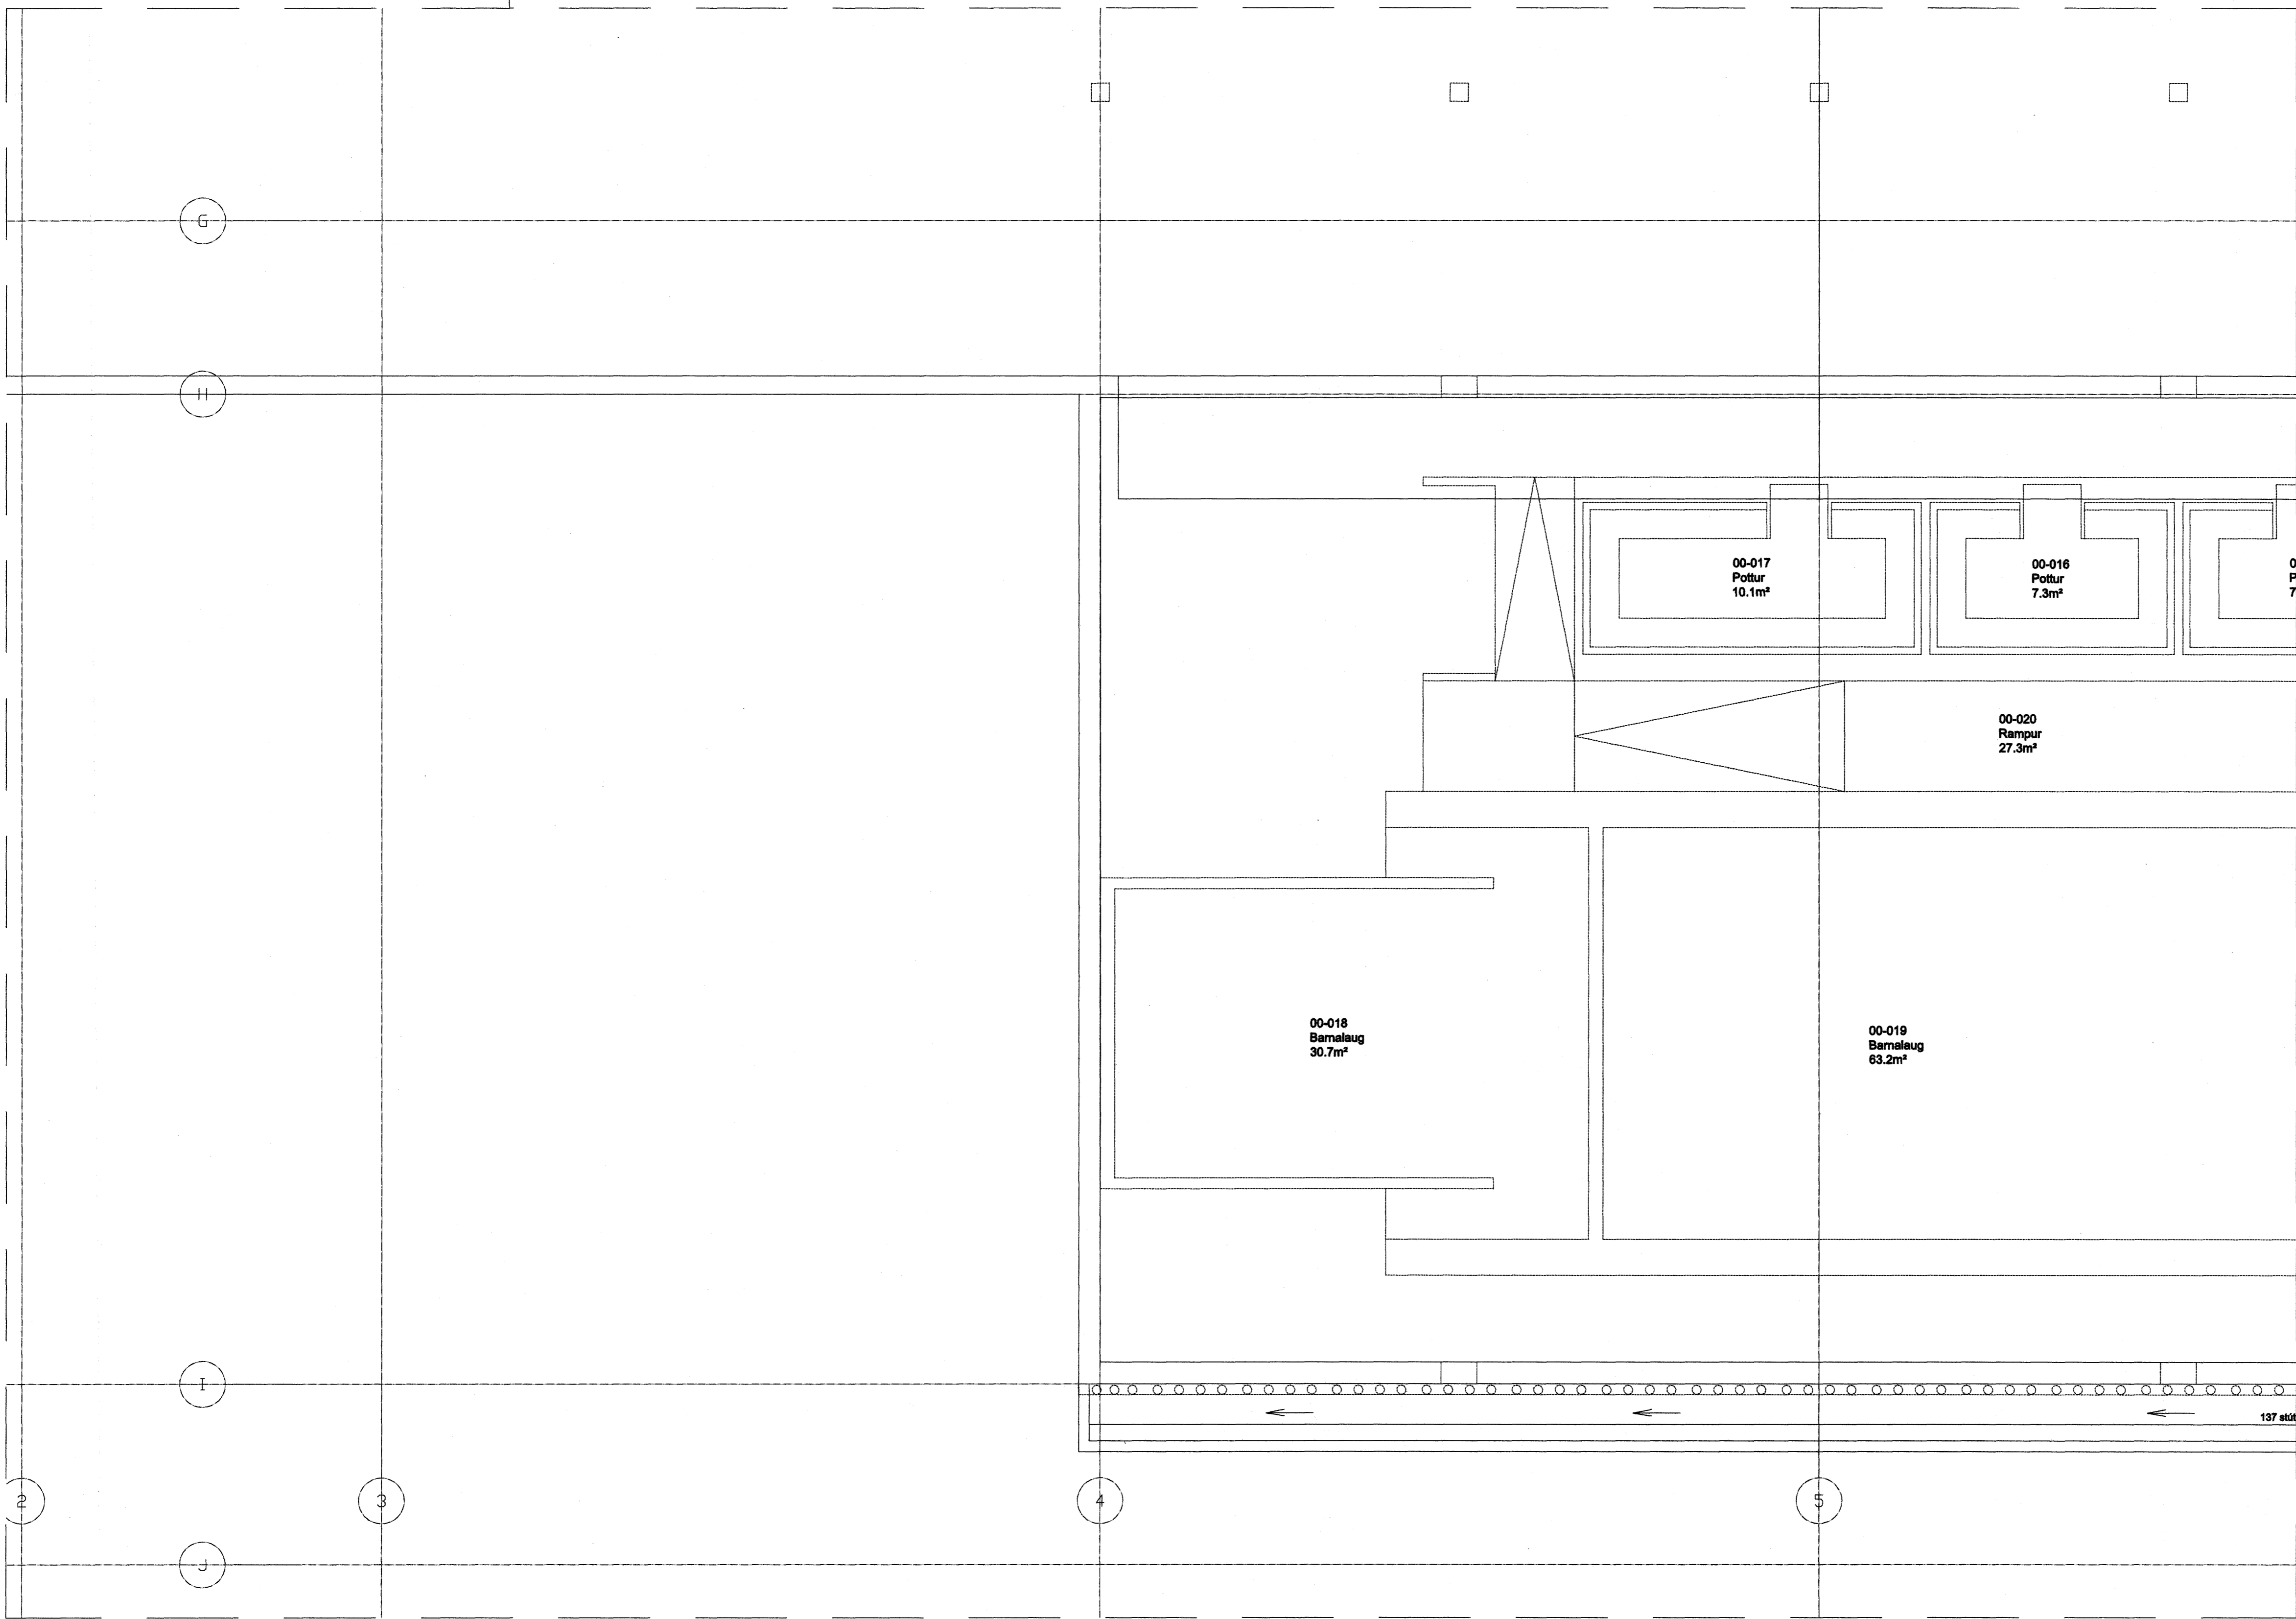 G
H
00-017
Pottur
10.1m²
00-016
Pottur
7.3m²
00-020
Rampur
27.3m²
00-018
Barnalaug
30.7m²
00-019
Barnalaug
63.2m²
I
137 stút
2
3
4
5
J